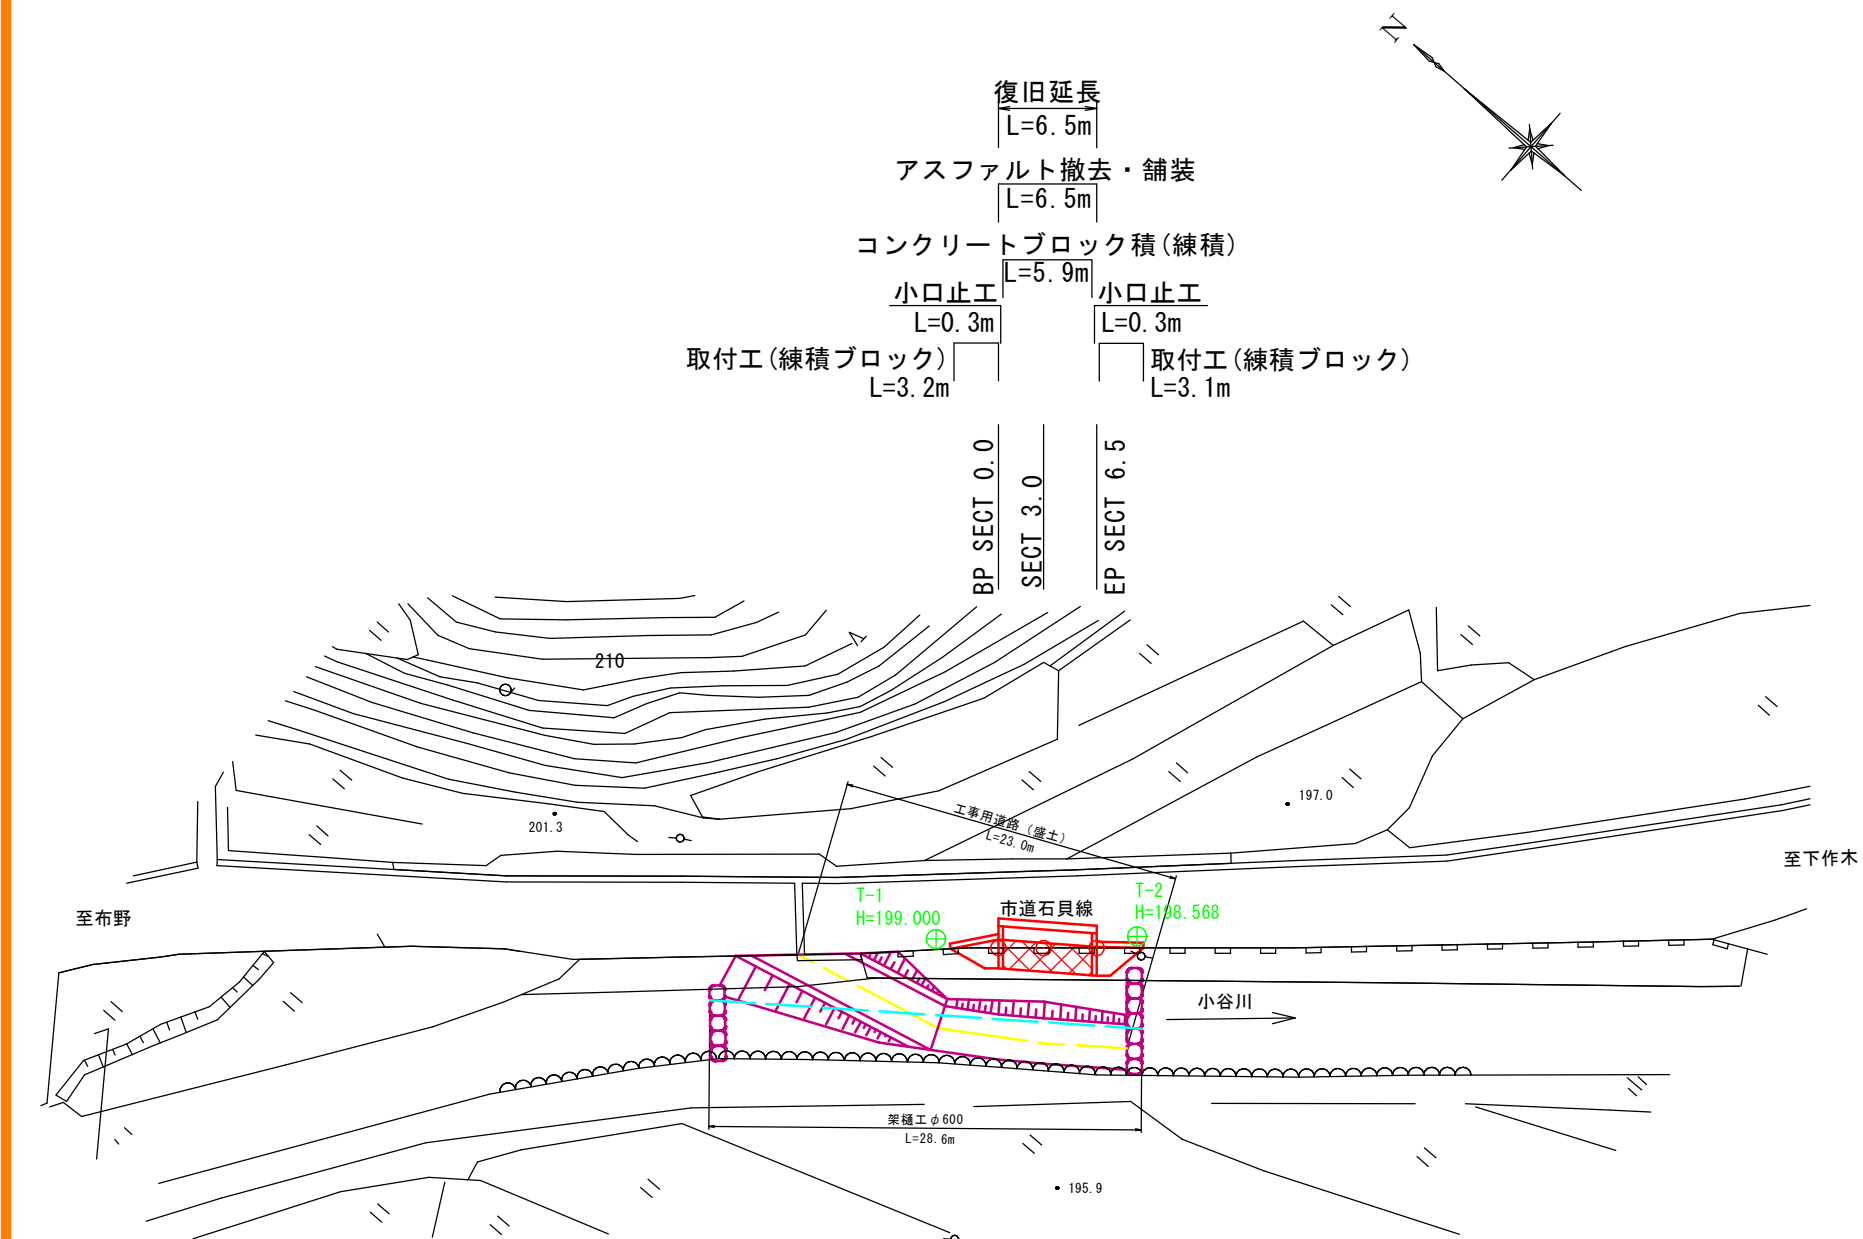 N
復旧延長
L=6.5m
アスファルト撤去・舗装
L=6.5m
コンクリートブロック積(練積)
L=5.9m
小口止工
L=0.3m
小口止工
L=0.3m
取付工(練積ブロック)
L=3.2m
取付工(練積ブロック)
L=3.1m
BP SECT 0.0
SECT 3.0
EP SECT 6.5
210
201.3
197.0
工事用道路（盛土）
L=23.0m
至下作木
至布野
T-1
H=199.000
市道石貝線
T-2
H=198.568
小谷川
架樋工φ600
L=28.6m
195.9